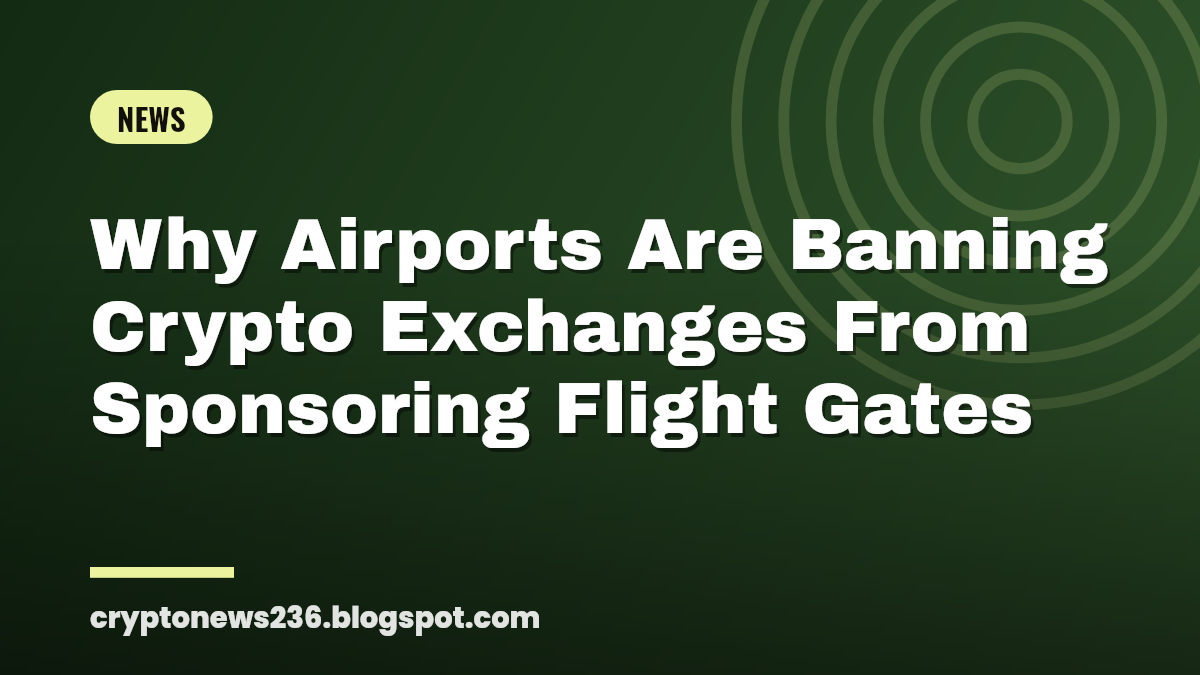 NEWS
Why Airports Are Banning
Crypto Exchanges From
Sponsoring Flight Gates
cryptonews236.blogspot.com